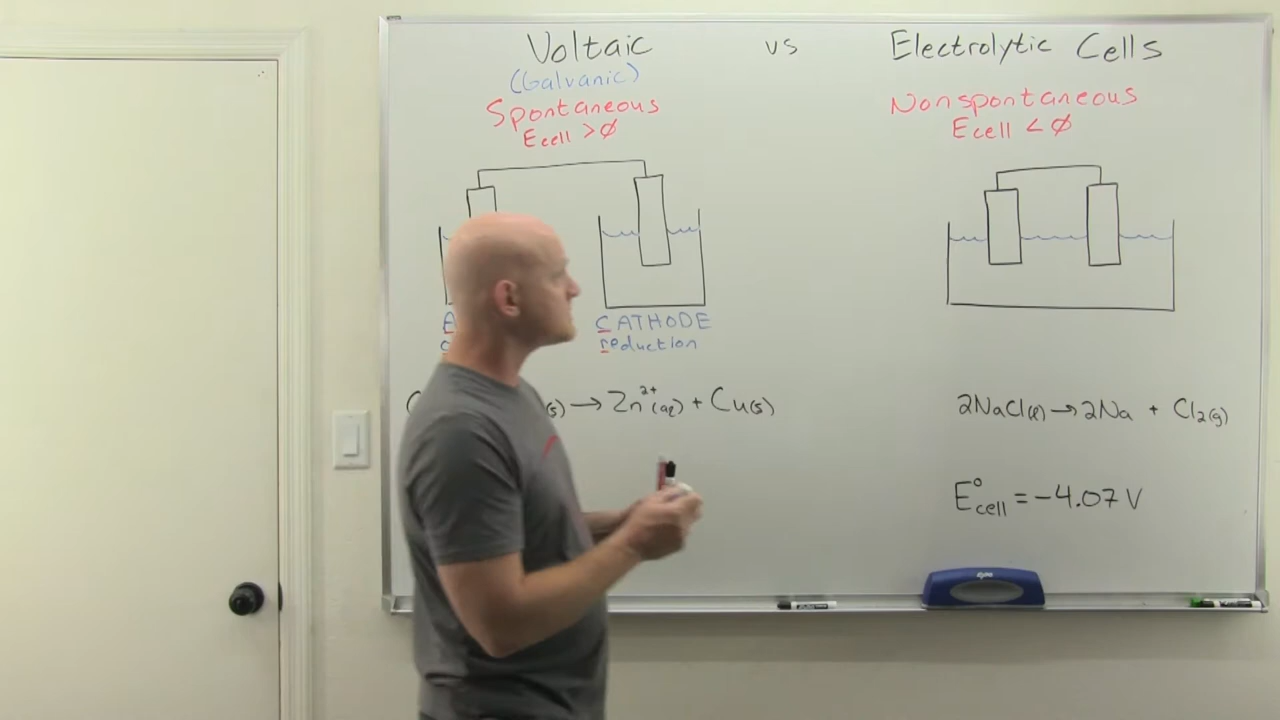 Voltaic vs Electrolytic Cells
(Galvanic)
Spontaneous
Ecell > ∅
Nonspontaneous
Ecell < ∅
CATHODE
reduction
(s) → Zn²⁺(aq) + Cu(s)
2NaCl(l) → 2Na + Cl₂(g)
E°cell = -4.07 V
expo